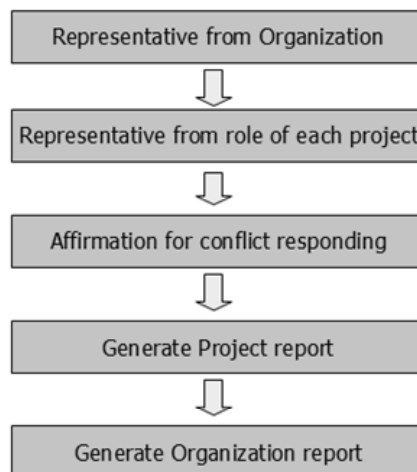 Representative from Organization
Representative from role of each project
Affirmation for conflict responding
Generate Project report
Generate Organization report